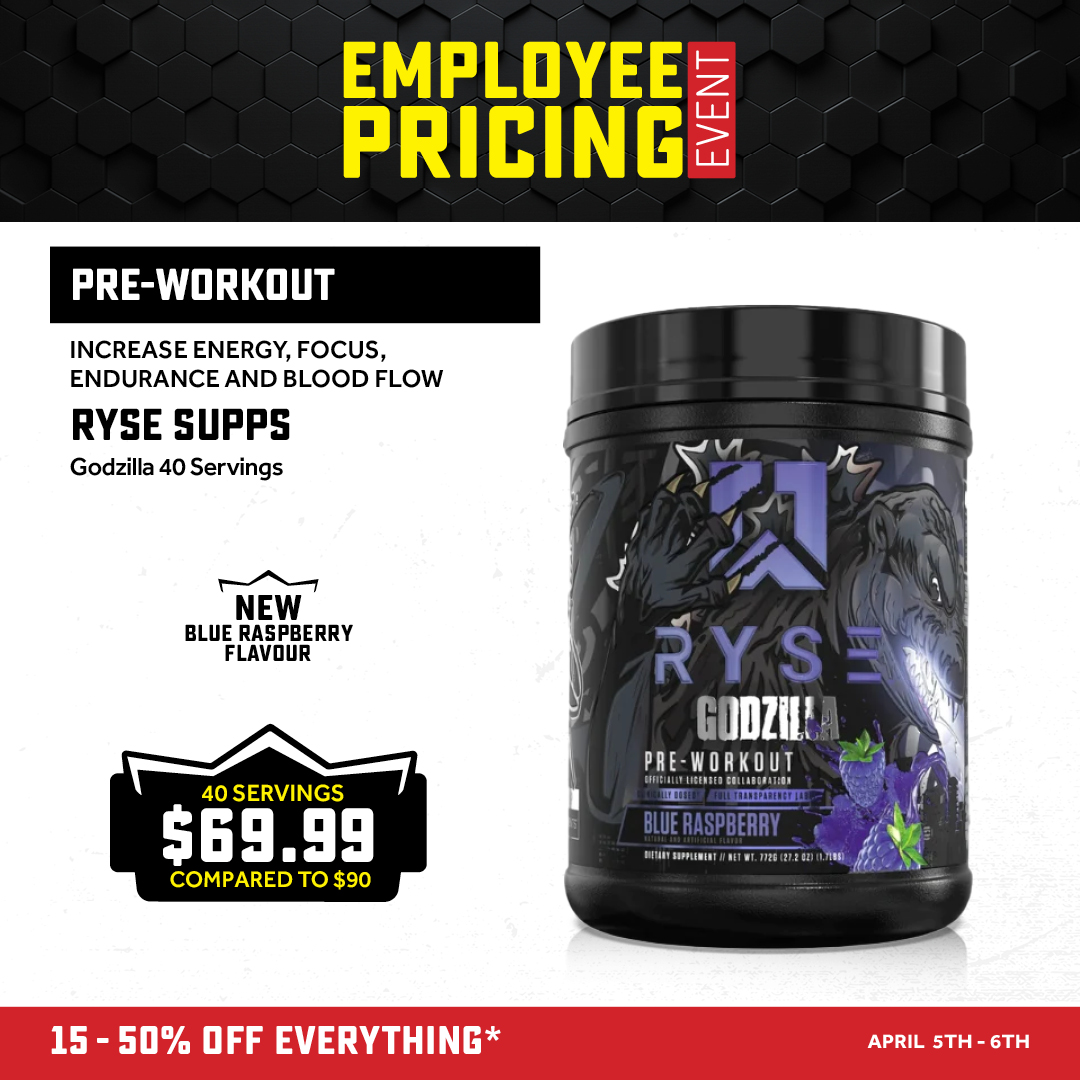 EMPLOYEE
PRICING
EVENT
PRE-WORKOUT
INCREASE ENERGY, FOCUS,
ENDURANCE AND BLOOD FLOW
RYSE SUPPS
Godzilla 40 Servings
NEW
BLUE RASPBERRY
FLAVOUR
40 SERVINGS
$69.99
COMPARED TO $90
RYSE
GODZILLA
PRE-WORKOUT
OFFICIALLY LICENSED COLLABORATION
FULL TRANSPARENCY
BLUE RASPBERRY
NATURAL AND ARTIFICIAL FLAVOR
DIETARY SUPPLEMENT // NET WT. 772G (27.2 OZ) (1.7LBS)
15 - 50% OFF EVERYTHING*
APRIL 5TH - 6TH